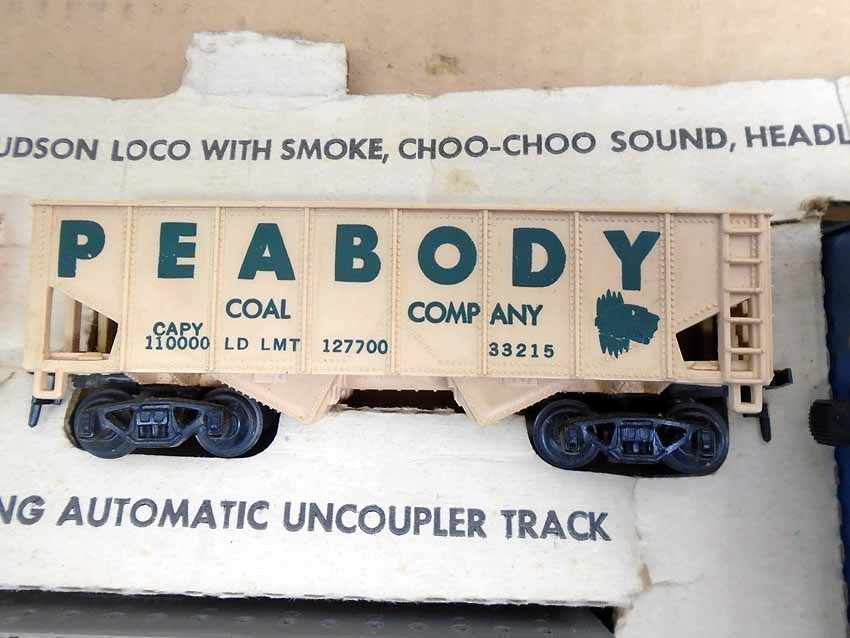 UDSON LOCO WITH SMOKE, CHOO-CHOO SOUND, HEADL
PEABODY
COAL COMPANY
CAPY
110000 LD LMT 127700 33215
NG AUTOMATIC UNCOUPLER TRACK